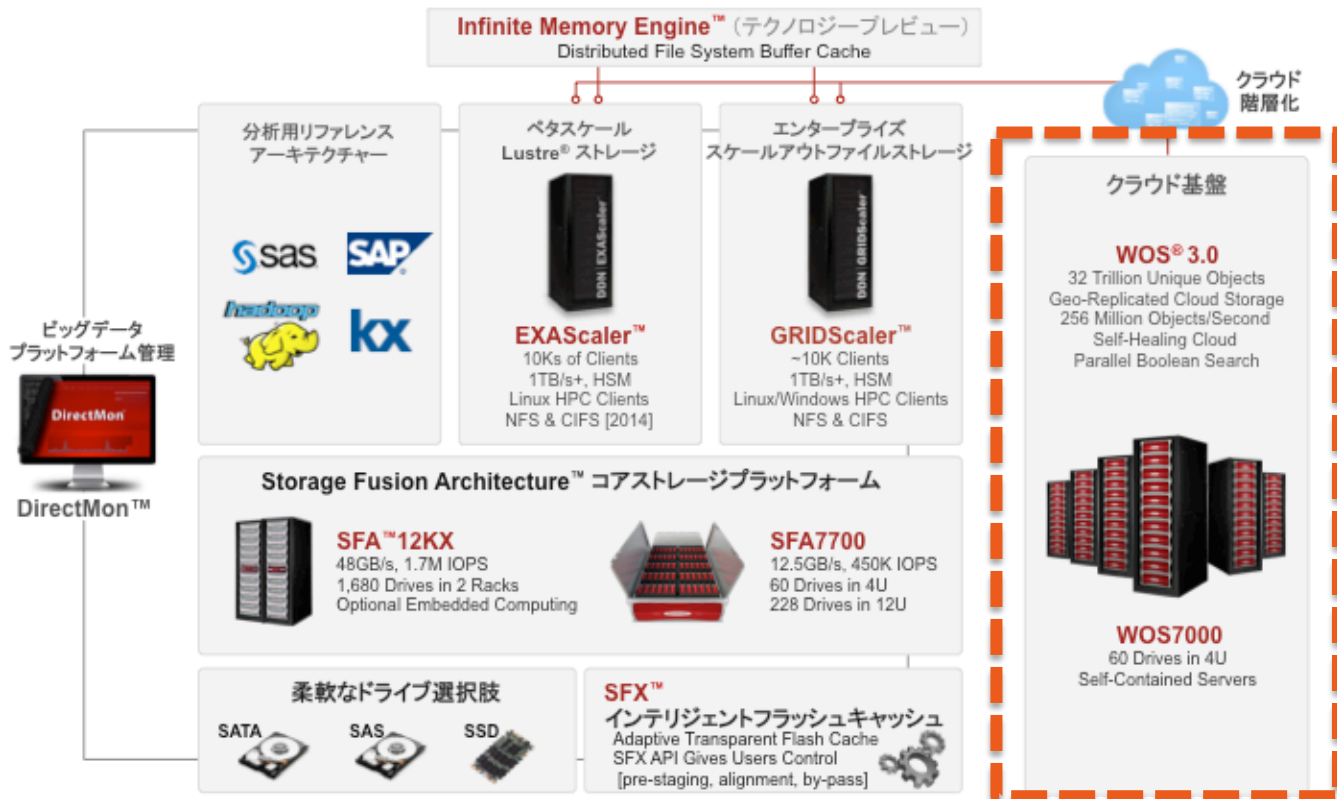 Infinite Memory Engine™ (テクノロジープレビュー)
Distributed File System Buffer Cache
クラウド
階層化
分析用リファレンス
アーキテクチャー
sas
SAP
hadoop
kx
ペタスケール
Lustre® ストレージ
DDN | EXAScaler
EXAScaler™
10Ks of Clients
1TB/s+, HSM
Linux HPC Clients
NFS & CIFS [2014]
エンタープライズ
スケールアウトファイルストレージ
DDN | GRIDScaler
GRIDScaler™
~10K Clients
1TB/s+, HSM
Linux/Windows HPC Clients
NFS & CIFS
クラウド基盤
WOS® 3.0
32 Trillion Unique Objects
Geo-Replicated Cloud Storage
256 Million Objects/Second
Self-Healing Cloud
Parallel Boolean Search
WOS7000
60 Drives in 4U
Self-Contained Servers
ビッグデータ
プラットフォーム管理
DirectMon
DirectMon™
Storage Fusion Architecture™ コアストレージプラットフォーム
SFA™12KX
48GB/s, 1.7M IOPS
1,680 Drives in 2 Racks
Optional Embedded Computing
SFA7700
12.5GB/s, 450K IOPS
60 Drives in 4U
228 Drives in 12U
柔軟なドライブ選択肢
SATA
SAS
SSD
SFX™
インテリジェントフラッシュキャッシュ
Adaptive Transparent Flash Cache
SFX API Gives Users Control
[pre-staging, alignment, by-pass]